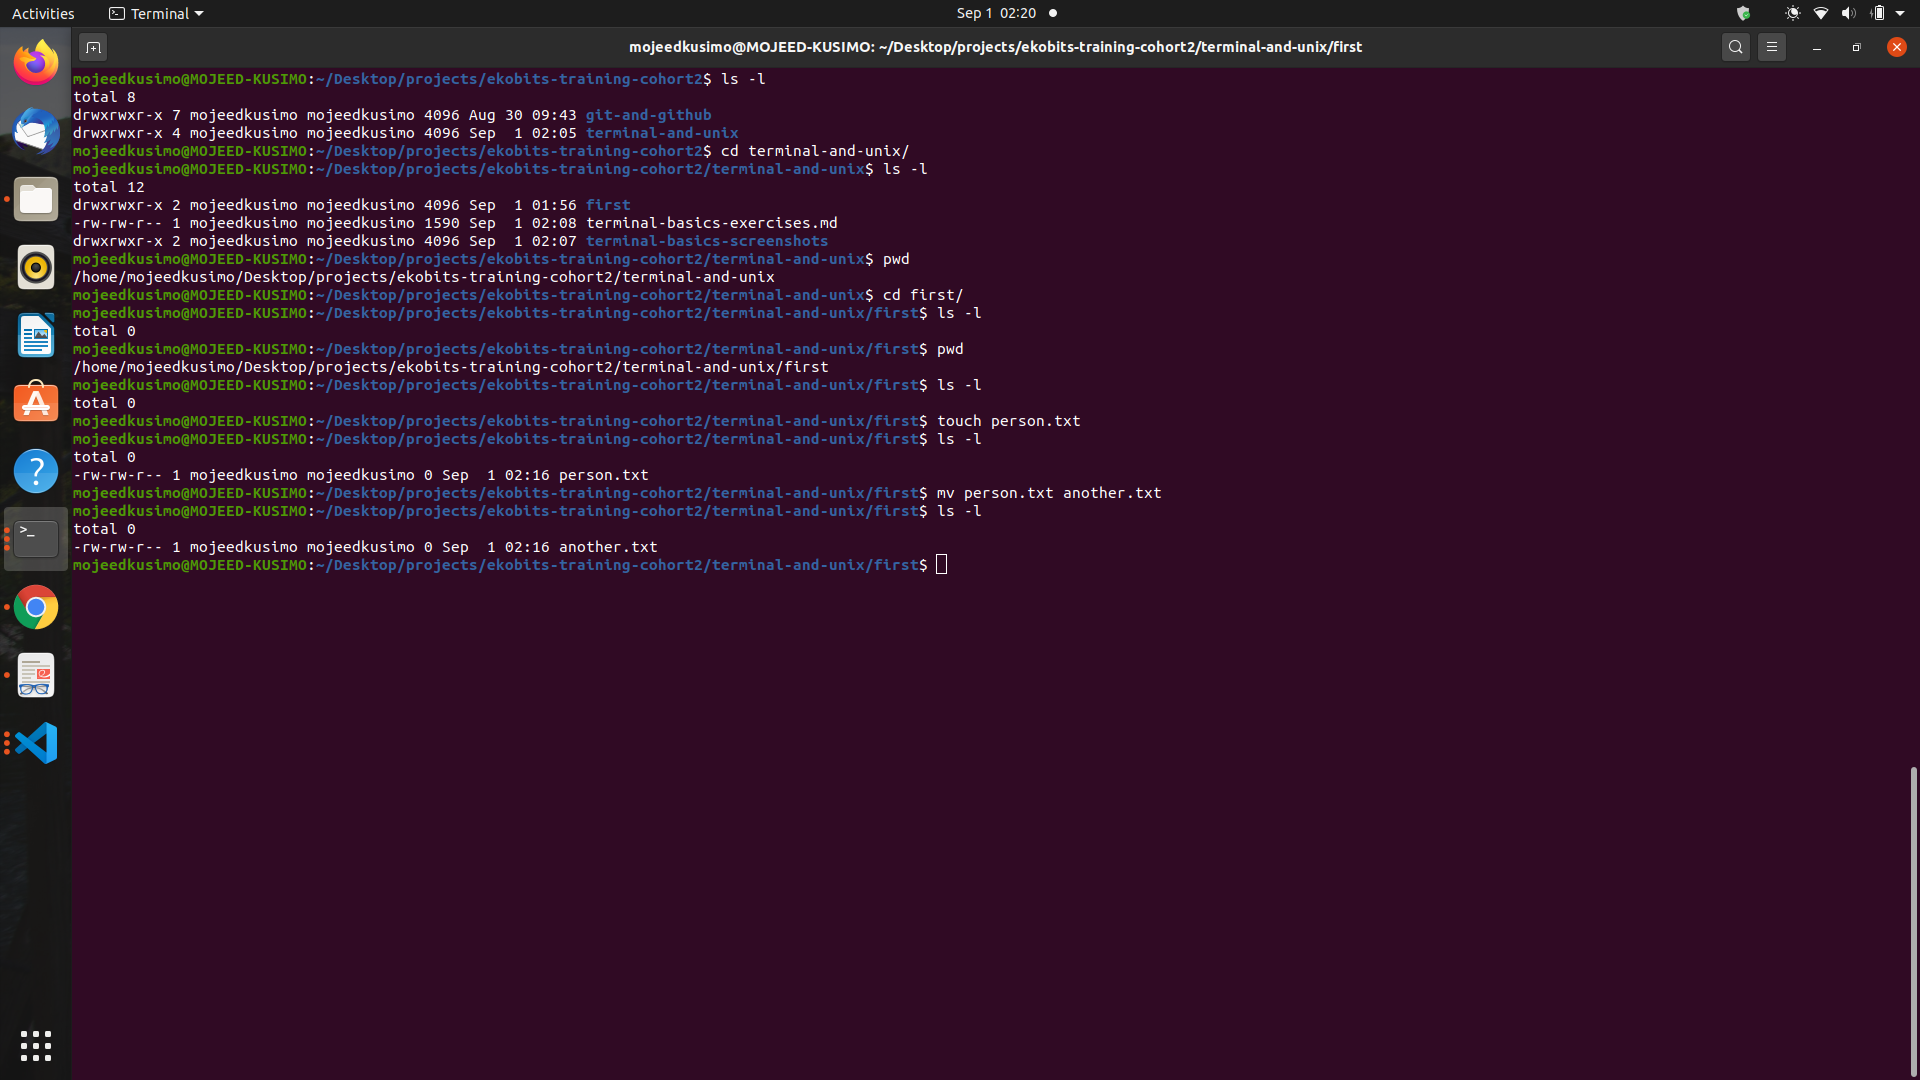 Activities
Terminal
Sep 1 02:20
mojeedkusimo@MOJEED-KUSIMO: ~/Desktop/projects/ekobits-training-cohort2/terminal-and-unix/first
mojeedkusimo@MOJEED-KUSIMO:~/Desktop/projects/ekobits-training-cohort2$ ls -l
total 8
drwxrwxr-x 7 mojeedkusimo mojeedkusimo 4096 Aug 30 09:43 git-and-github
drwxrwxr-x 4 mojeedkusimo mojeedkusimo 4096 Sep  1 02:05 terminal-and-unix
mojeedkusimo@MOJEED-KUSIMO:~/Desktop/projects/ekobits-training-cohort2$ cd terminal-and-unix/
mojeedkusimo@MOJEED-KUSIMO:~/Desktop/projects/ekobits-training-cohort2/terminal-and-unix$ ls -l
total 12
drwxrwxr-x 2 mojeedkusimo mojeedkusimo 4096 Sep  1 01:56 first
-rw-rw-r-- 1 mojeedkusimo mojeedkusimo 1590 Sep  1 02:08 terminal-basics-exercises.md
drwxrwxr-x 2 mojeedkusimo mojeedkusimo 4096 Sep  1 02:07 terminal-basics-screenshots
mojeedkusimo@MOJEED-KUSIMO:~/Desktop/projects/ekobits-training-cohort2/terminal-and-unix$ pwd
/home/mojeedkusimo/Desktop/projects/ekobits-training-cohort2/terminal-and-unix
mojeedkusimo@MOJEED-KUSIMO:~/Desktop/projects/ekobits-training-cohort2/terminal-and-unix$ cd first/
mojeedkusimo@MOJEED-KUSIMO:~/Desktop/projects/ekobits-training-cohort2/terminal-and-unix/first$ ls -l
total 0
mojeedkusimo@MOJEED-KUSIMO:~/Desktop/projects/ekobits-training-cohort2/terminal-and-unix/first$ pwd
/home/mojeedkusimo/Desktop/projects/ekobits-training-cohort2/terminal-and-unix/first
mojeedkusimo@MOJEED-KUSIMO:~/Desktop/projects/ekobits-training-cohort2/terminal-and-unix/first$ ls -l
total 0
mojeedkusimo@MOJEED-KUSIMO:~/Desktop/projects/ekobits-training-cohort2/terminal-and-unix/first$ touch person.txt
mojeedkusimo@MOJEED-KUSIMO:~/Desktop/projects/ekobits-training-cohort2/terminal-and-unix/first$ ls -l
total 0
-rw-rw-r-- 1 mojeedkusimo mojeedkusimo 0 Sep  1 02:16 person.txt
mojeedkusimo@MOJEED-KUSIMO:~/Desktop/projects/ekobits-training-cohort2/terminal-and-unix/first$ mv person.txt another.txt
mojeedkusimo@MOJEED-KUSIMO:~/Desktop/projects/ekobits-training-cohort2/terminal-and-unix/first$ ls -l
total 0
-rw-rw-r-- 1 mojeedkusimo mojeedkusimo 0 Sep  1 02:16 another.txt
mojeedkusimo@MOJEED-KUSIMO:~/Desktop/projects/ekobits-training-cohort2/terminal-and-unix/first$